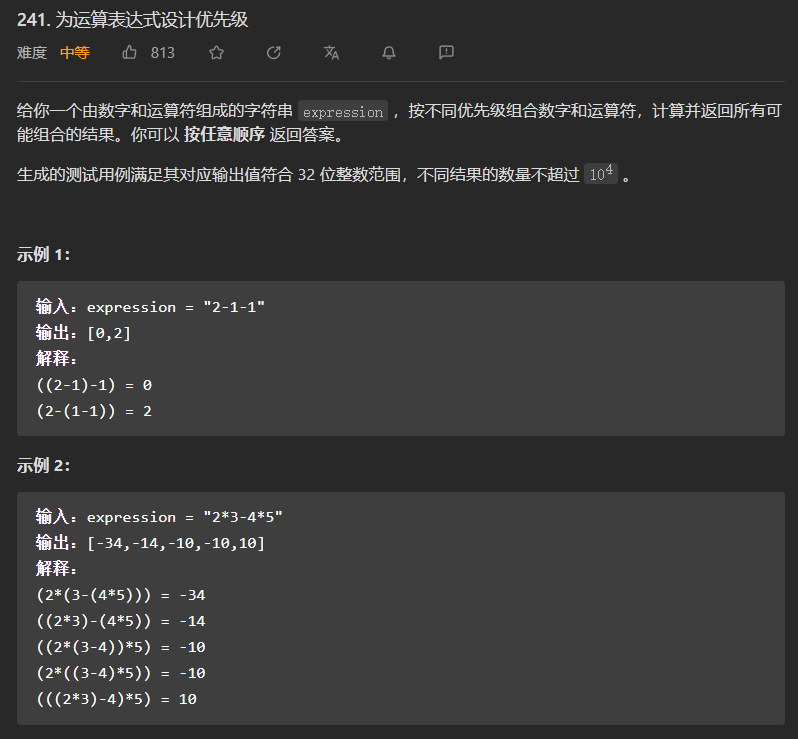 241. 为运算表达式设计优先级
难度 中等 813
给你一个由数字和运算符组成的字符串 expression ，按不同优先级组合数字和运算符，计算并返回所有可
能组合的结果。你可以 按任意顺序 返回答案。
生成的测试用例满足其对应输出值符合 32 位整数范围，不同结果的数量不超过 10⁴ 。
示例 1：
输入：expression = "2-1-1"
输出：[0,2]
解释：
((2-1)-1) = 0
(2-(1-1)) = 2
示例 2：
输入：expression = "2*3-4*5"
输出：[-34,-14,-10,-10,10]
解释：
(2*(3-(4*5))) = -34
((2*3)-(4*5)) = -14
((2*(3-4))*5) = -10
(2*((3-4)*5)) = -10
(((2*3)-4)*5) = 10